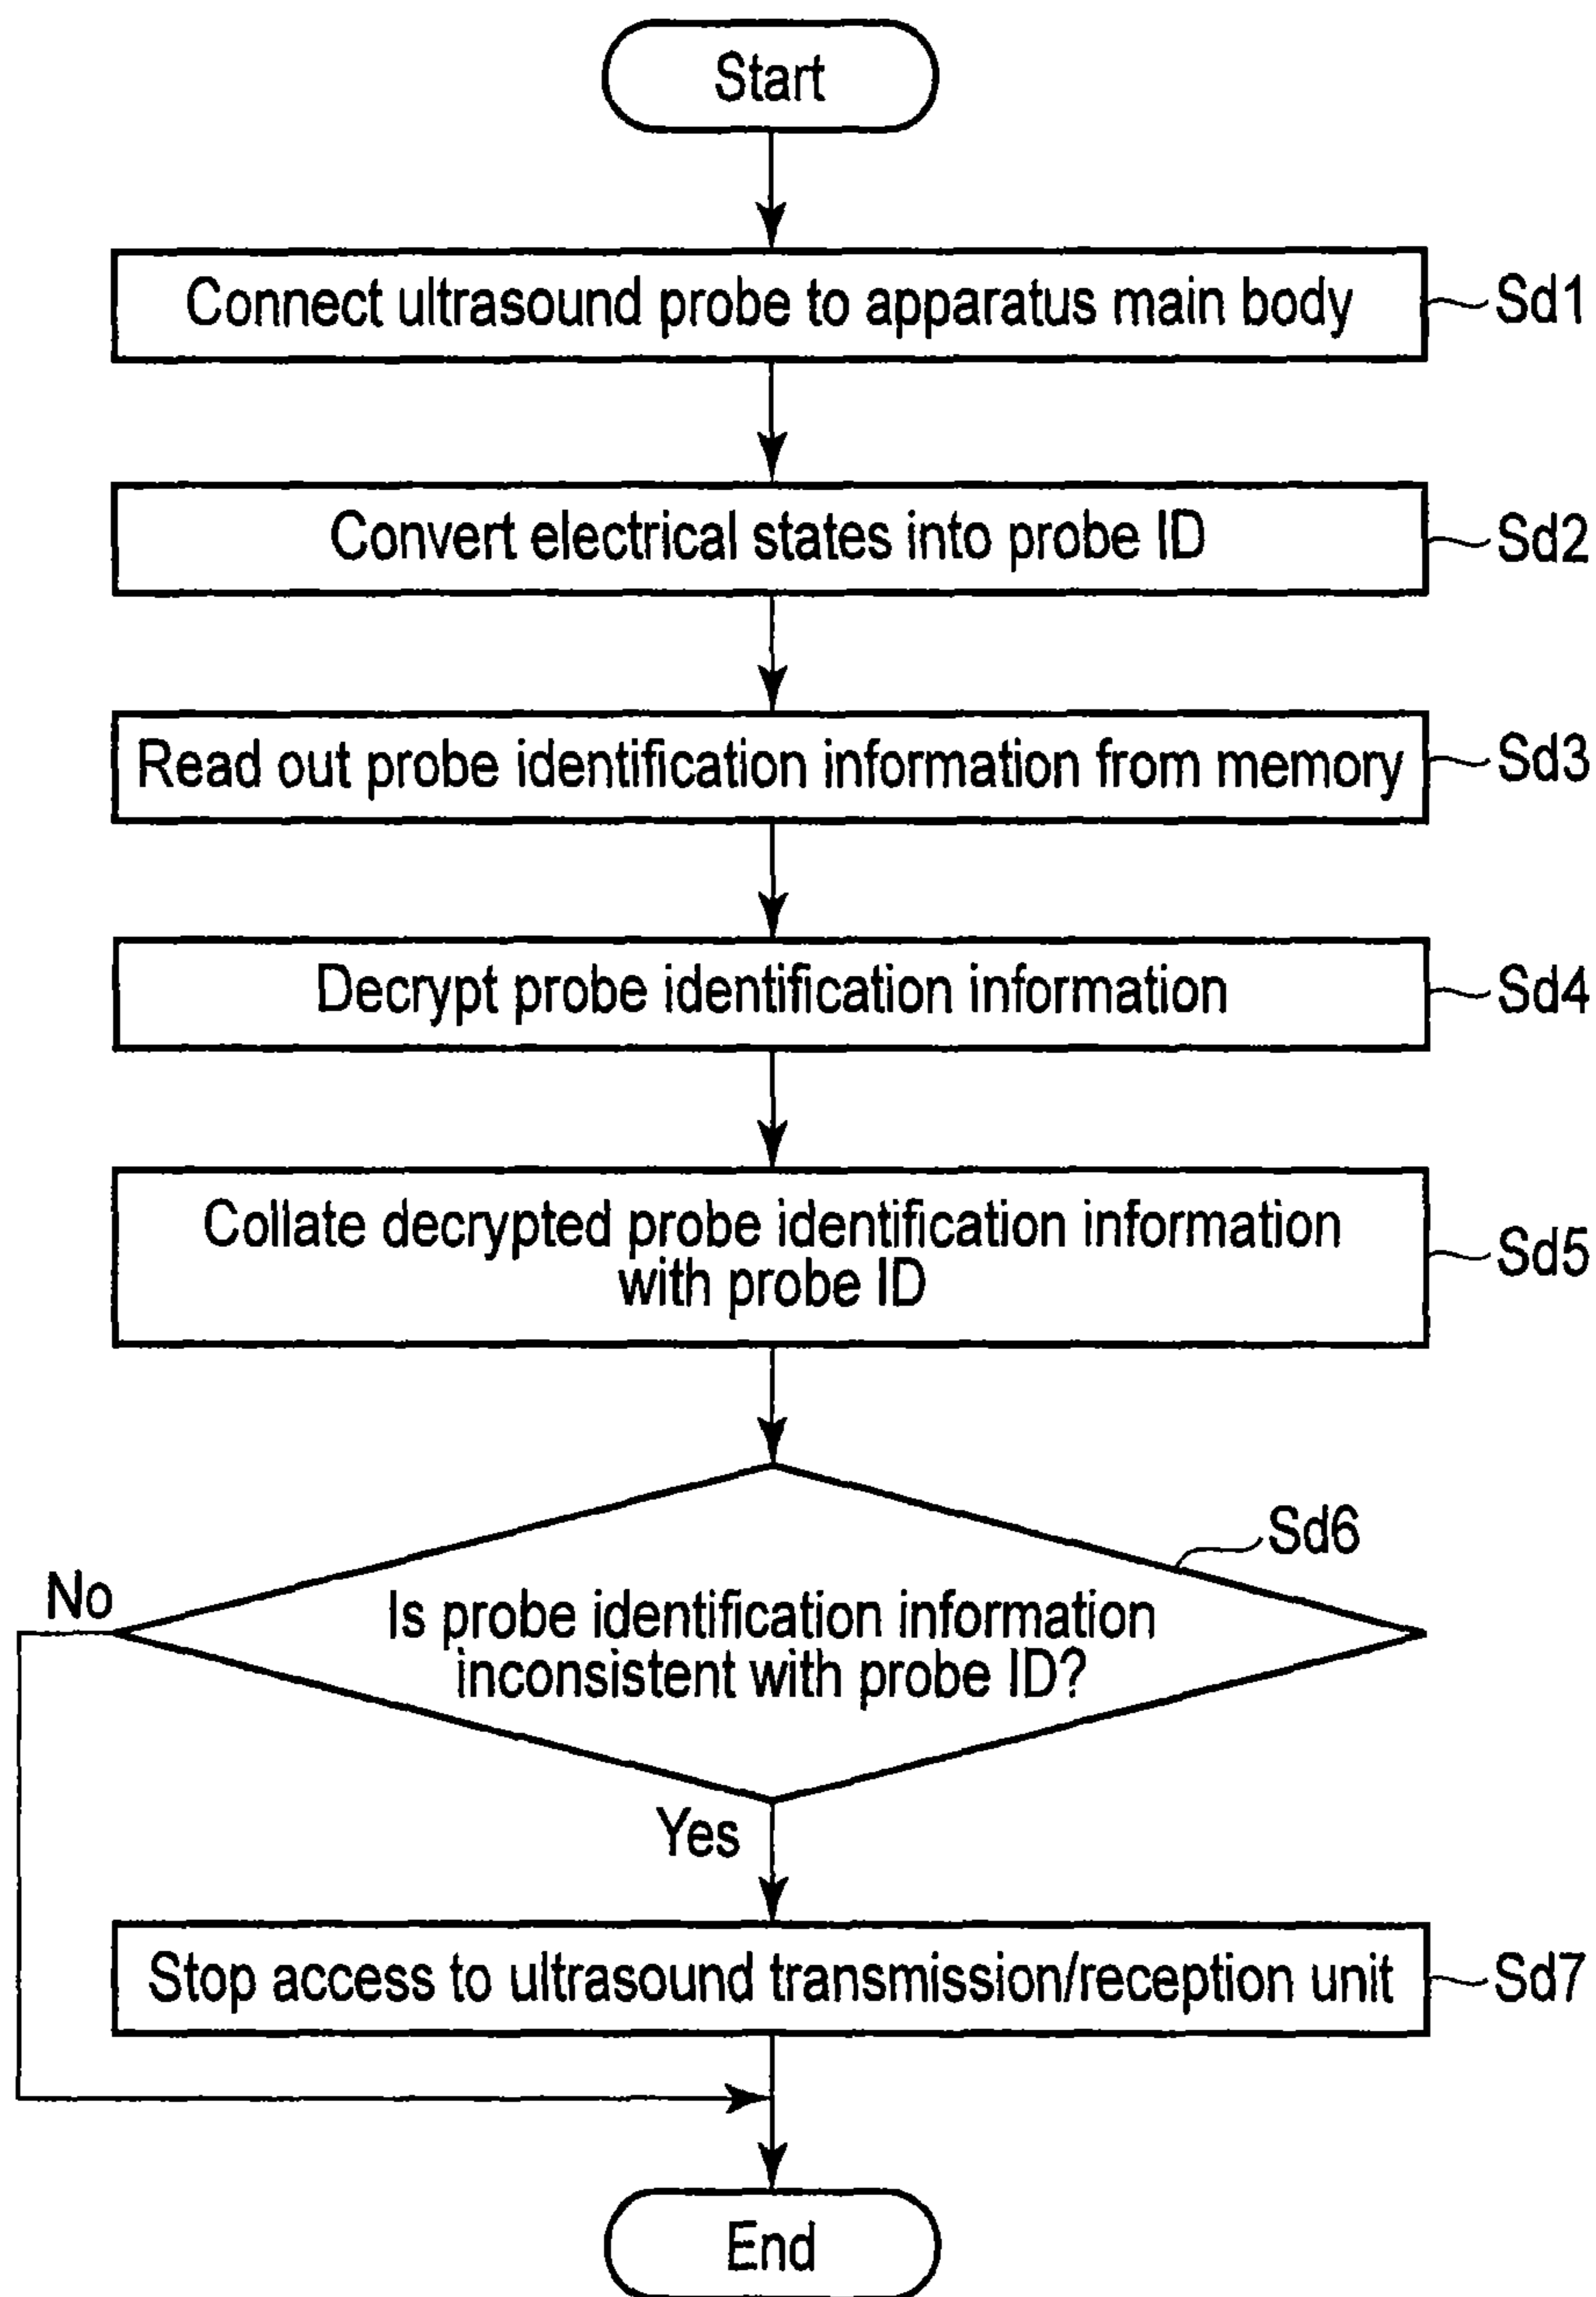 Start
Connect ultrasound probe to apparatus main body
Sd1
Convert electrical states into probe ID
Sd2
Read out probe identification information from memory
Sd3
Decrypt probe identification information
Sd4
Collate decrypted probe identification information
with probe ID
Sd5
Sd6
No
Is probe identification information
inconsistent with probe ID?
Yes
Stop access to ultrasound transmission/reception unit
Sd7
End